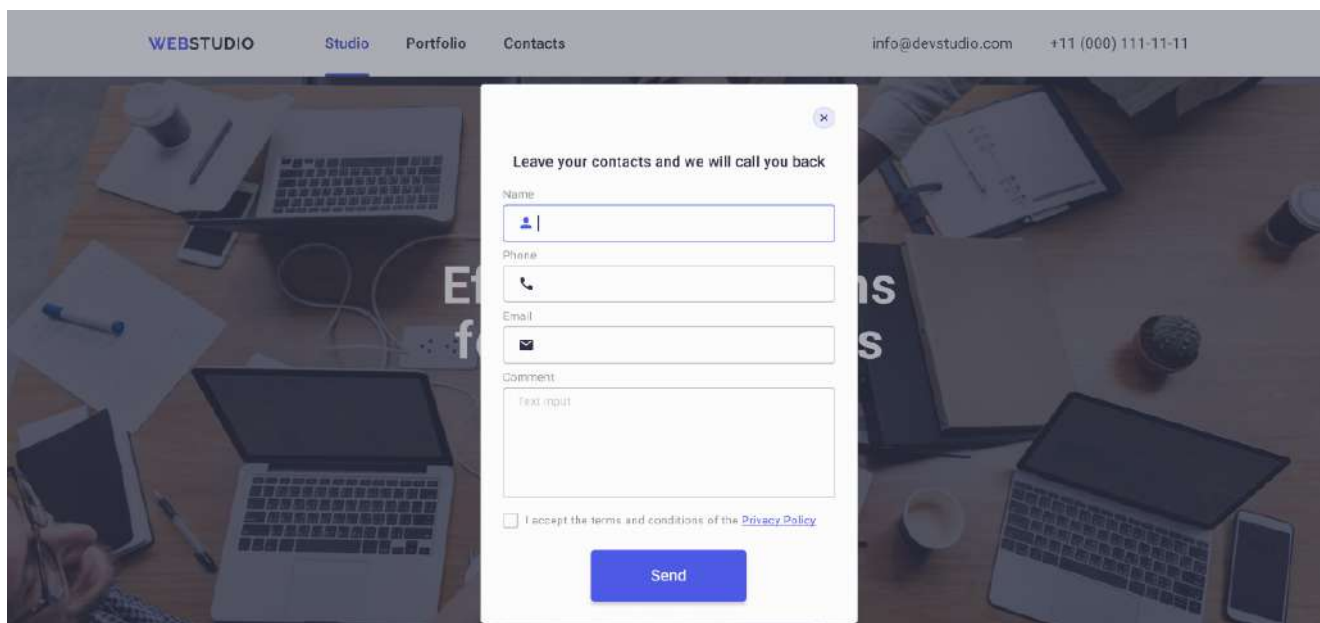 WEBSTUDIO Studio Portfolio Contacts info@devstudio.com +11 (000) 111-11-11
Leave your contacts and we will call you back
Name
Phone
Email
Comment
Text input
I accept the terms and conditions of the Privacy Policy
Send